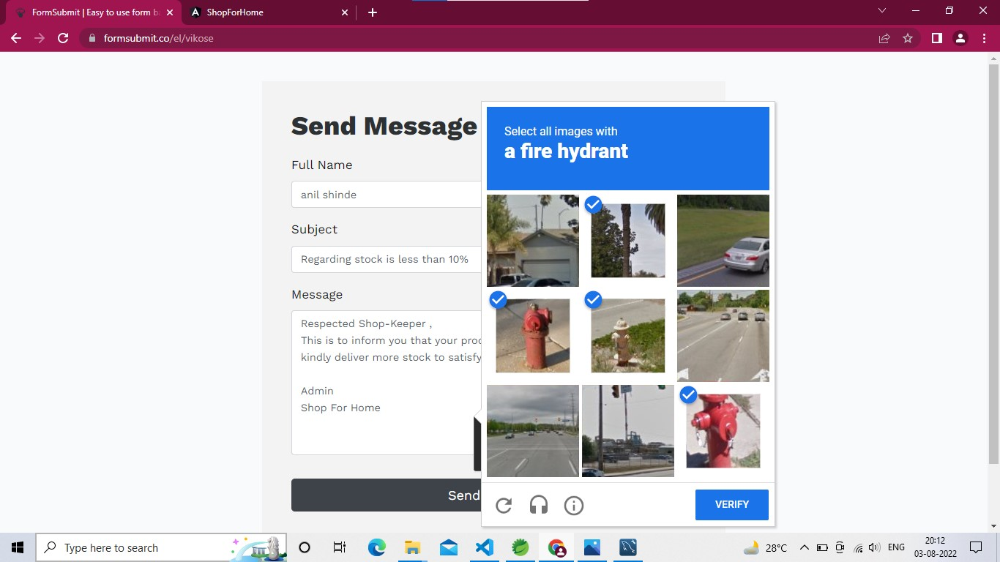 FormSubmit | Easy to use form b
ShopForHome
formsubmit.co/el/vikose
Send Message
Full Name
anil shinde
Subject
Regarding stock is less than 10%
Message
Respected Shop-Keeper ,
This is to inform you that your prod
kindly deliver more stock to satisfy
Admin
Shop For Home
Send
Select all images with
a fire hydrant
VERIFY
Type here to search
28°C
ENG
20:12
03-08-2022